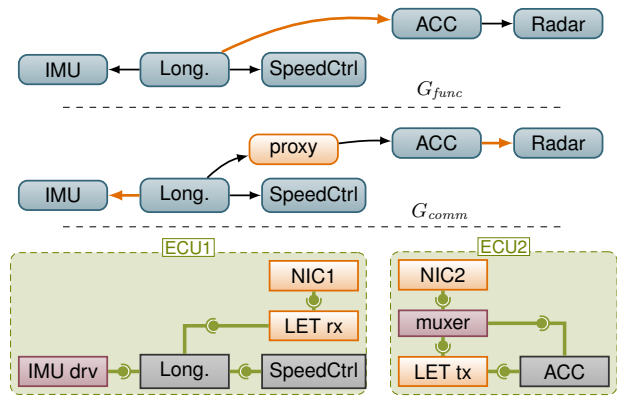 ACC Radar
IMU Long. SpeedCtrl
G_func
proxy ACC Radar
IMU Long. SpeedCtrl
G_comm
ECU1 ECU2
NIC1 NIC2
LET rx muxer
IMU drv Long. SpeedCtrl LET tx ACC